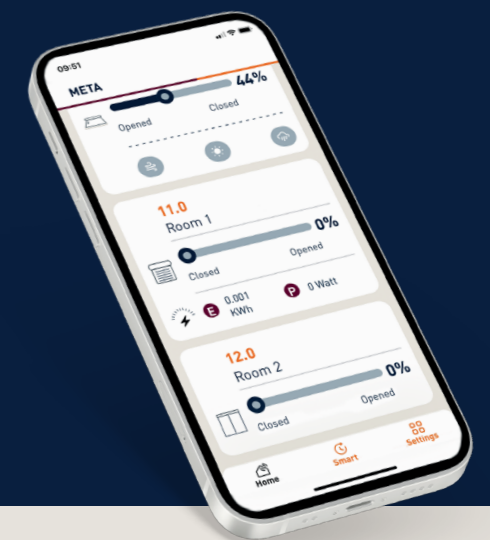 09:51
META
44%
Opened
Closed
11.0
Room 1
0%
Closed
Opened
E
0.001
KWh
P
0 Watt
12.0
Room 2
0%
Closed
Opened
Home
Smart
Settings